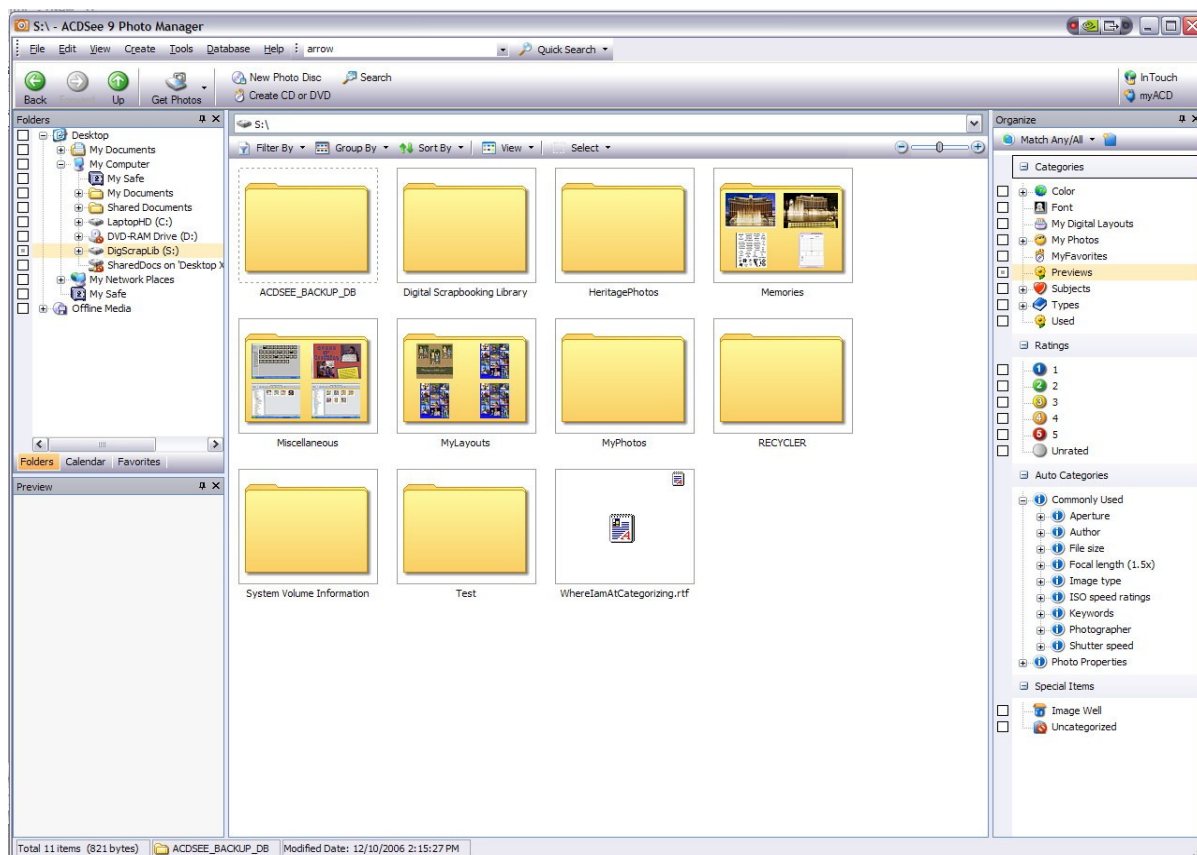 S:\ - ACDSee 9 Photo Manager
File Edit View Create Tools Database Help arrow Quick Search
Back Up Get Photos
New Photo Disc Search
Create CD or DVD
InTouch
myACD
Folders
Desktop
My Documents
My Computer
My Safe
My Documents
Shared Documents
LaptopHD (C:)
DVD-RAM Drive (D:)
DigScrapLib (S:)
SharedDocs on 'Desktop X
My Network Places
My Safe
Offline Media
Folders Calendar Favorites
Preview
S:\
Filter By Group By Sort By View Select
ACDSEE_BACKUP_DB Digital Scrapbooking Library HeritagePhotos Memories
Miscellaneous MyLayouts MyPhotos RECYCLER
System Volume Information Test WhereIamAtCategorizing.rtf
Organize
Match Any/All
Categories
Color
Font
My Digital Layouts
My Photos
MyFavorites
Previews
Subjects
Types
Used
Ratings
1 1
2 2
3 3
4 4
5 5
Unrated
Auto Categories
Commonly Used
Aperture
Author
File size
Focal length (1.5x)
Image type
ISO speed ratings
Keywords
Photographer
Shutter speed
Photo Properties
Special Items
Image Well
Uncategorized
Total 11 items (821 bytes) ACDSEE_BACKUP_DB Modified Date: 12/10/2006 2:15:27 PM